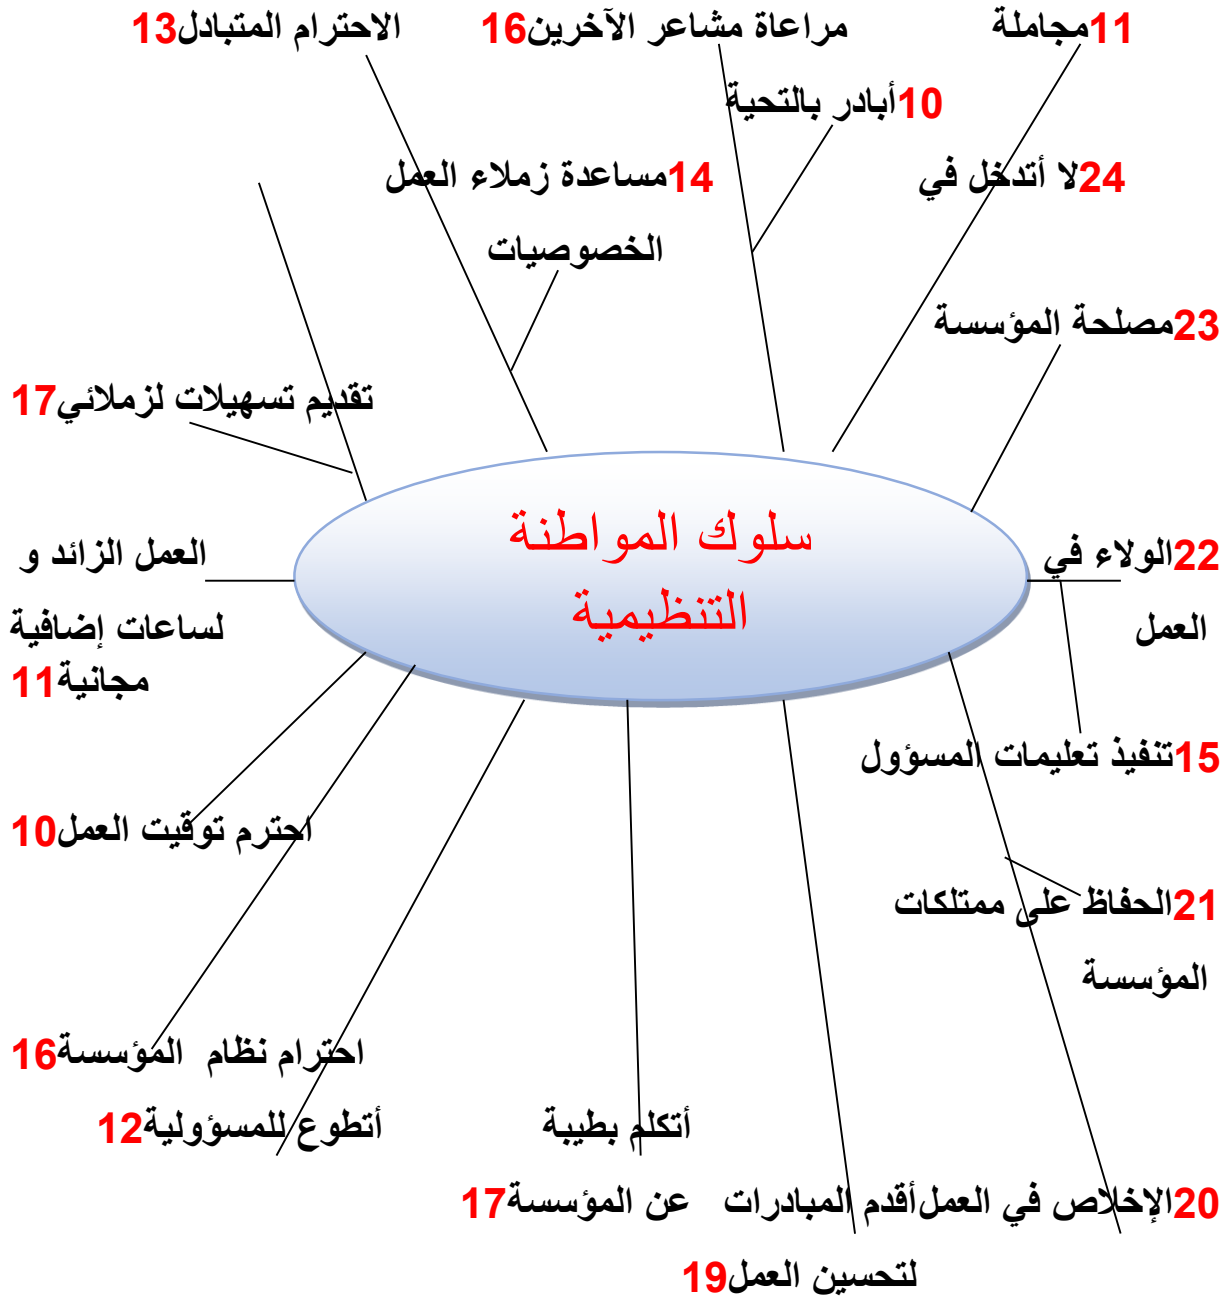 مجاملة11 مراعاة مشاعر الآخرين16 الاحترام المتبادل13
أبادر بالتحية10
لا أتدخل في24 مساعدة زملاء العمل14
الخصوصيات
مصلحة المؤسسة23
تقديم تسهيلات لزملائي17
سلوك المواطنة
التنظيمية
الولاء في22 العمل الزائد و
العمل لساعات إضافية
مجانية11
تنفيذ تعليمات المسؤول15
احترم توقيت العمل10
الحفاظ على ممتلكات21
المؤسسة
احترام نظام المؤسسة16
أتكلم بطيبة أتطوع للمسؤولية12
الإخلاص في العمل20 أقدم المبادرات عن المؤسسة17
لتحسين العمل19